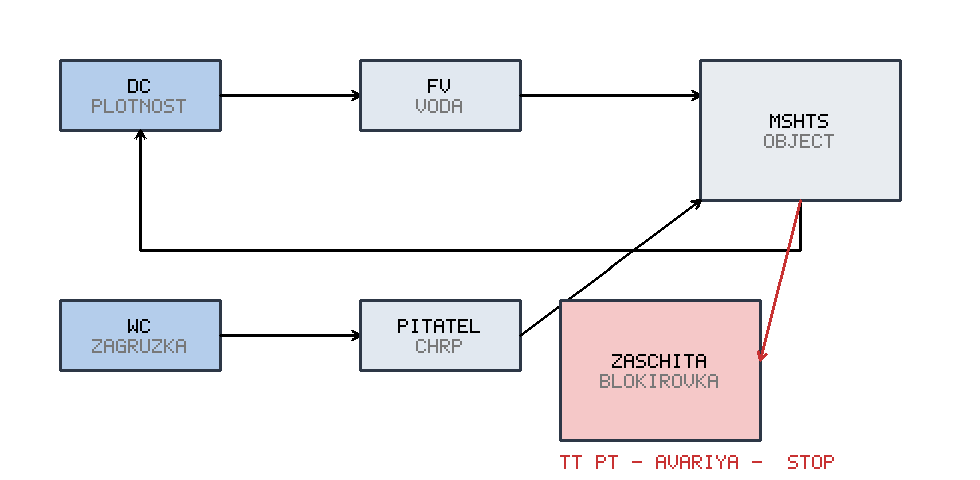 DC
PLOTNOST
FV
VODA
MSHTS
OBJECT
WC
ZAGRUZKA
PITATEL
CHRP
ZASCHITA
BLOKIROVKA
TT PT - AVARIYA -  STOP